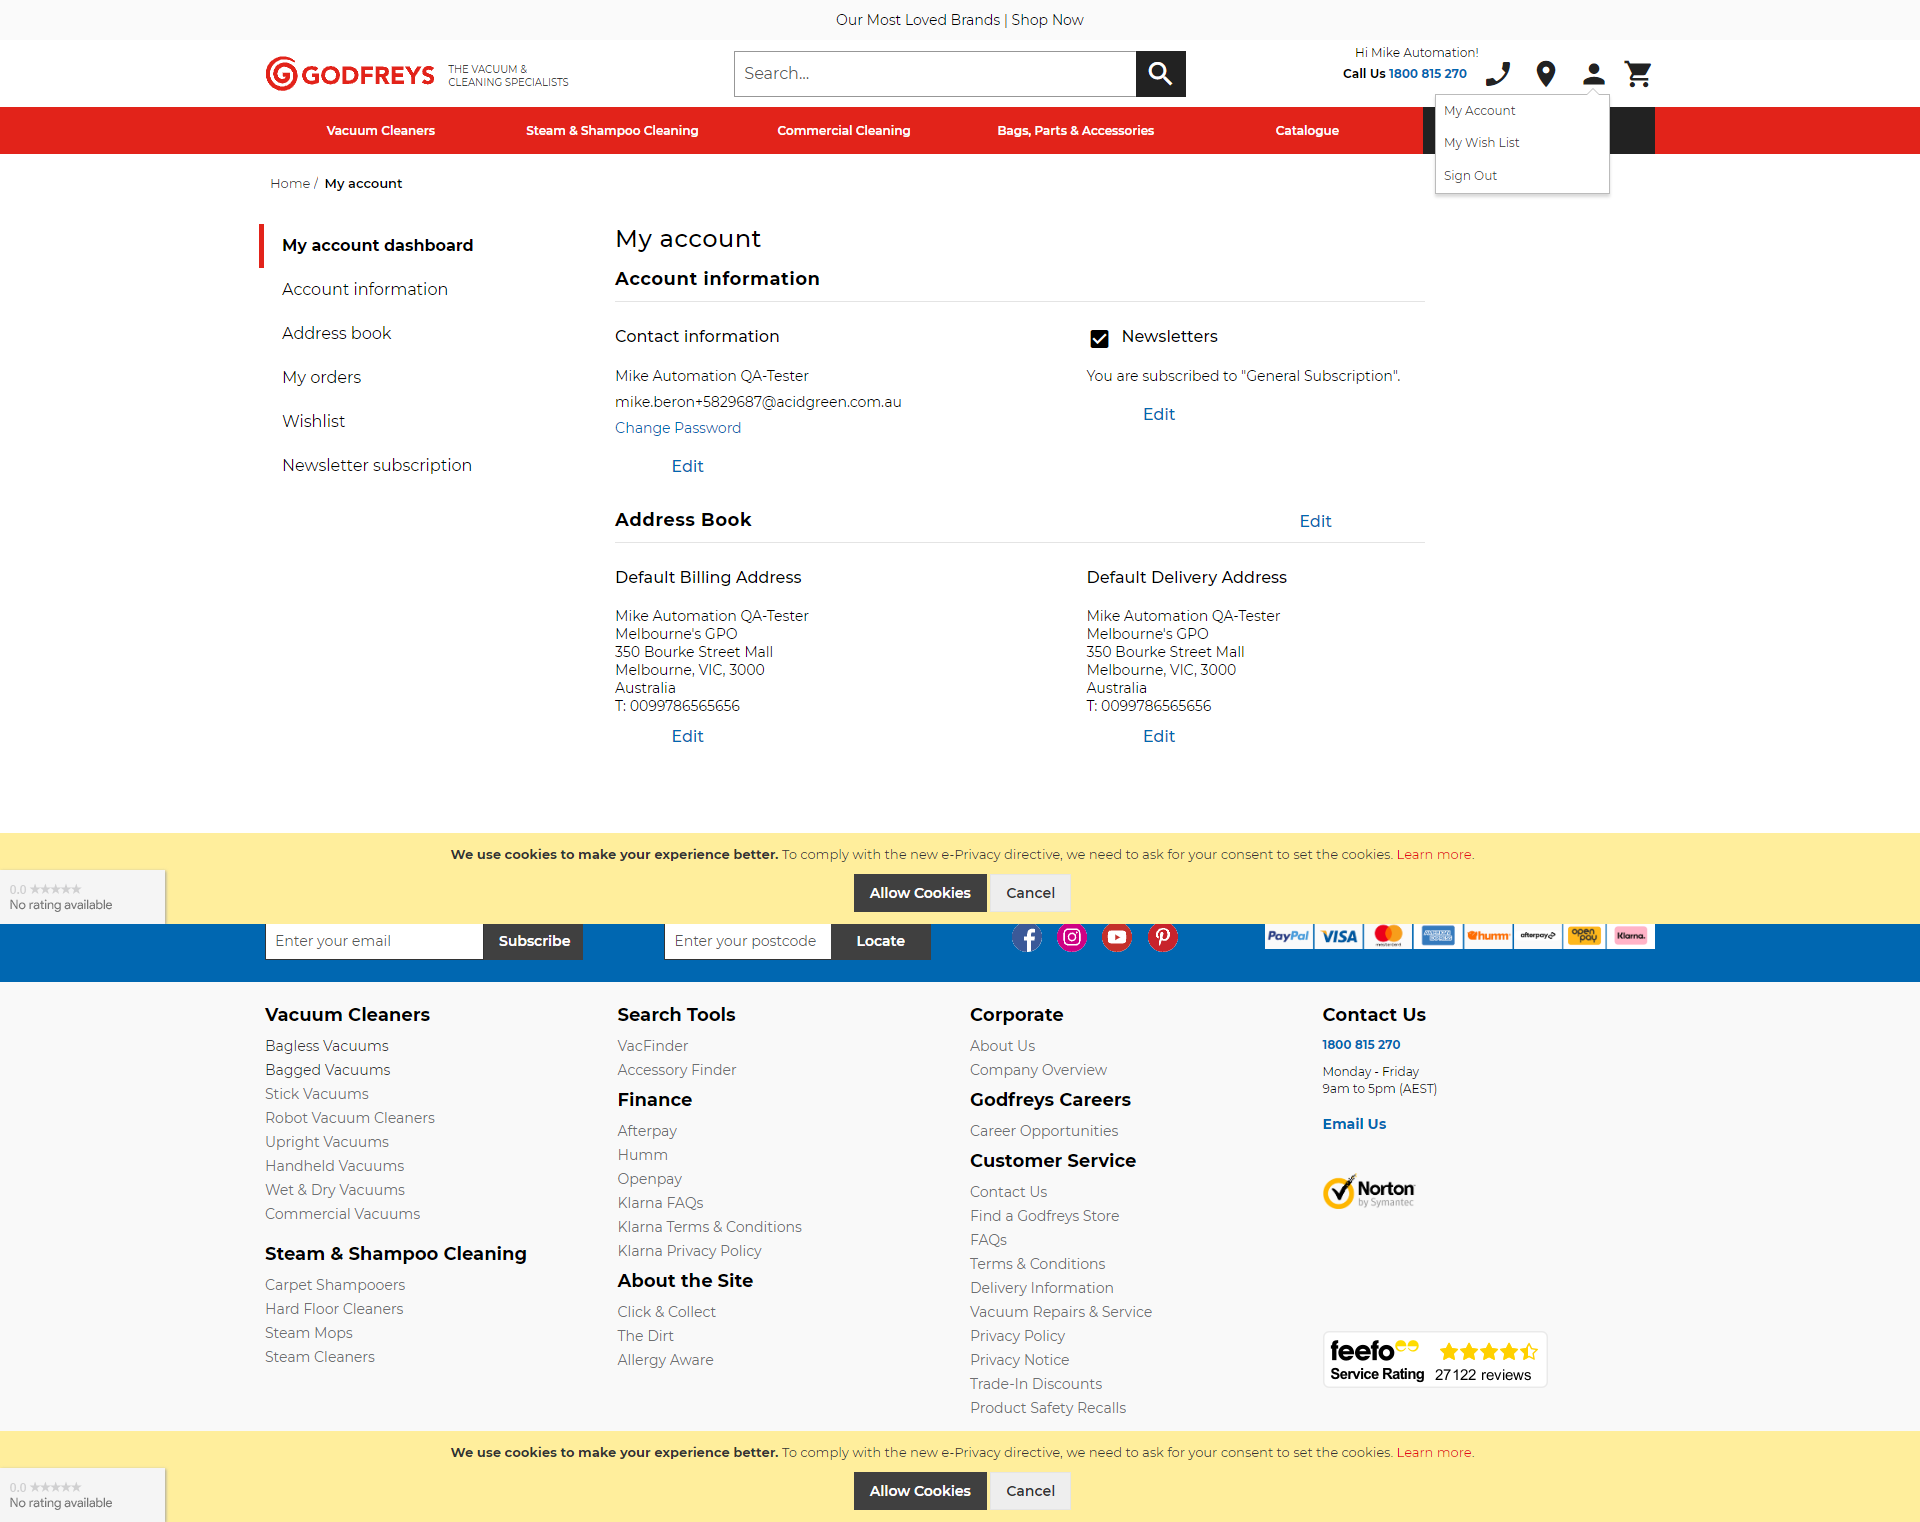 Our Most Loved Brands | Shop Now
GODFREYS
THE VACUUM &
CLEANING SPECIALISTS
Search...
Hi Mike Automation!
Call Us 1800 815 270
Vacuum Cleaners
Steam & Shampoo Cleaning
Commercial Cleaning
Bags, Parts & Accessories
Catalogue
My Account
My Wish List
Sign Out
Home / My account
My account dashboard
Account information
Address book
My orders
Wishlist
Newsletter subscription
My account
Account information
Contact information
Mike Automation QA-Tester
mike.beron+5829687@acidgreen.com.au
Change Password
Edit
Newsletters
You are subscribed to "General Subscription".
Edit
Address Book
Edit
Default Billing Address
Mike Automation QA-Tester
Melbourne's GPO
350 Bourke Street Mall
Melbourne, VIC, 3000
Australia
T: 0099786565656
Edit
Default Delivery Address
Mike Automation QA-Tester
Melbourne's GPO
350 Bourke Street Mall
Melbourne, VIC, 3000
Australia
T: 0099786565656
Edit
We use cookies to make your experience better. To comply with the new e-Privacy directive, we need to ask for your consent to set the cookies. Learn more.
Allow Cookies
Cancel
0.0 ★★★★★
No rating available
Enter your email
Subscribe
Enter your postcode
Locate
PayPal
VISA
mastercard
humm
afterpay
open pay
Klarna.
Vacuum Cleaners
Bagless Vacuums
Bagged Vacuums
Stick Vacuums
Robot Vacuum Cleaners
Upright Vacuums
Handheld Vacuums
Wet & Dry Vacuums
Commercial Vacuums
Steam & Shampoo Cleaning
Carpet Shampooers
Hard Floor Cleaners
Steam Mops
Steam Cleaners
Search Tools
VacFinder
Accessory Finder
Finance
Afterpay
Humm
Openpay
Klarna FAQs
Klarna Terms & Conditions
Klarna Privacy Policy
About the Site
Click & Collect
The Dirt
Allergy Aware
Corporate
About Us
Company Overview
Godfreys Careers
Career Opportunities
Customer Service
Contact Us
Find a Godfreys Store
FAQs
Terms & Conditions
Delivery Information
Vacuum Repairs & Service
Privacy Policy
Privacy Notice
Trade-In Discounts
Product Safety Recalls
Contact Us
1800 815 270
Monday - Friday
9am to 5pm (AEST)
Email Us
Norton
by Symantec
feefo
Service Rating
27122 reviews
We use cookies to make your experience better. To comply with the new e-Privacy directive, we need to ask for your consent to set the cookies. Learn more.
Allow Cookies
Cancel
0.0 ★★★★★
No rating available